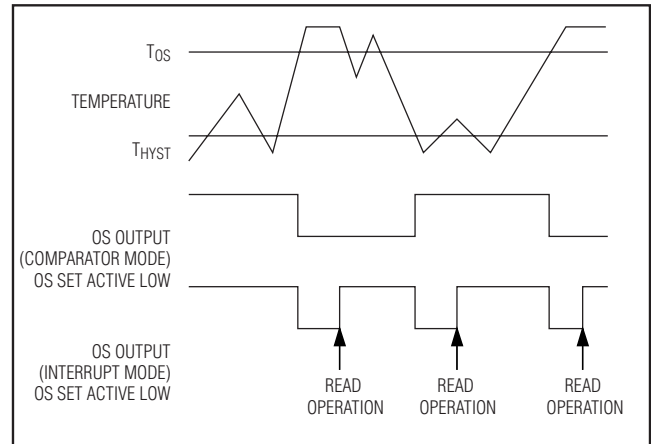 TOS
TEMPERATURE
THYST
OS OUTPUT
(COMPARATOR MODE)
OS SET ACTIVE LOW
OS OUTPUT
(INTERRUPT MODE)
OS SET ACTIVE LOW
READ
OPERATION
READ
OPERATION
READ
OPERATION